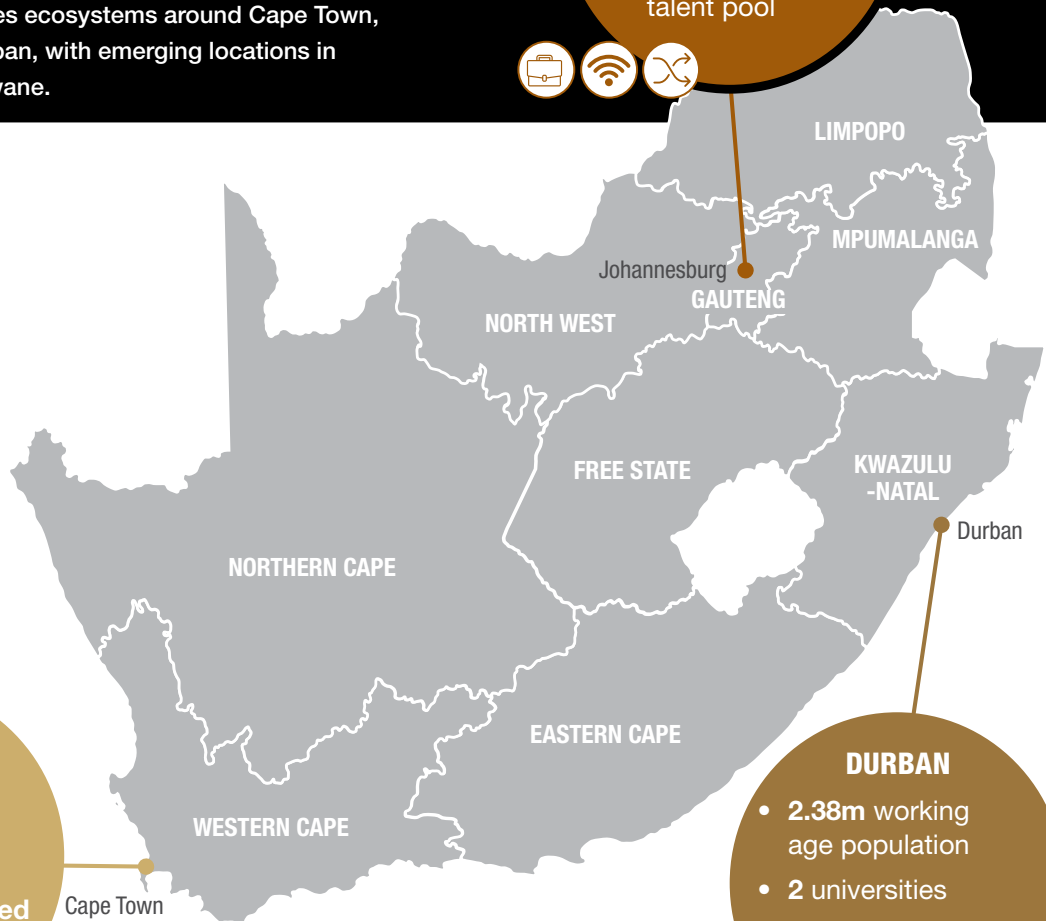 es ecosystems around Cape Town,
ban, with emerging locations in
vane.
talent pool
LIMPOPO
MPUMALANGA
Johannesburg
GAUTENG
NORTH WEST
FREE STATE
KWAZULU
-NATAL
Durban
NORTHERN CAPE
EASTERN CAPE
DURBAN
• 2.38m working
age population
• 2 universities
WESTERN CAPE
ed
Cape Town